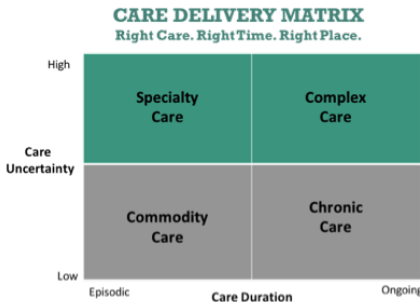 CARE DELIVERY MATRIX
Right Care. Right Time. Right Place.
High
Specialty
Care
Complex
Care
Care
Uncertainty
Commodity
Care
Chronic
Care
Low
Episodic
Care Duration
Ongoing